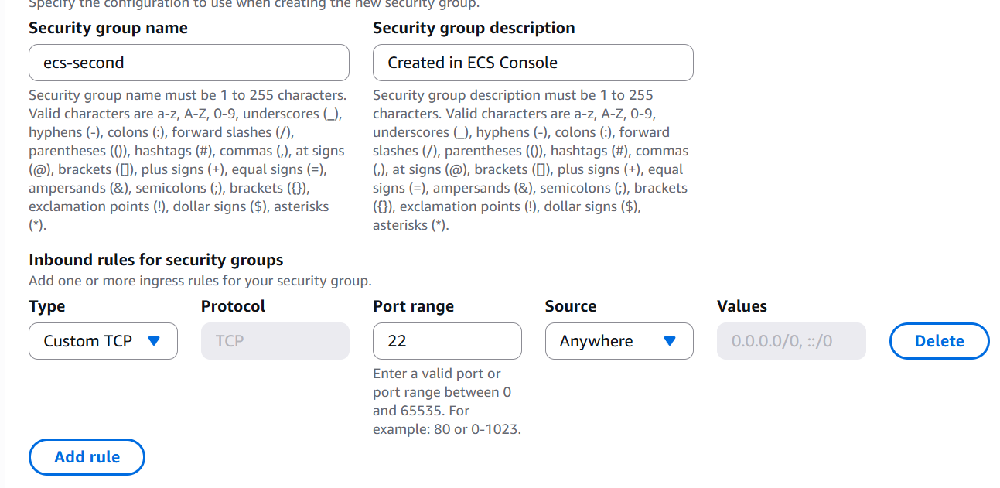 Specify the configuration to use when creating the new security group.
Security group name
Security group description
ecs-second
Created in ECS Console
Security group name must be 1 to 255 characters.
Valid characters are a-z, A-Z, 0-9, underscores (_),
hyphens (-), colons (:), forward slashes (/),
parentheses (()), hashtags (#), commas (,), at signs
(@), brackets ([]), plus signs (+), equal signs (=),
ampersands (&), semicolons (;), brackets ({}),
exclamation points (!), dollar signs ($), asterisks
(*).
Security group description must be 1 to 255
characters. Valid characters are a-z, A-Z, 0-9,
underscores (_), hyphens (-), colons (:), forward
slashes (/), parentheses (()), hashtags (#), commas
(,), at signs (@), brackets ([]), plus signs (+), equal
signs (=), ampersands (&), semicolons (;), brackets
({}), exclamation points (!), dollar signs ($),
asterisks (*).
Inbound rules for security groups
Add one or more ingress rules for your security group.
Type
Protocol
Port range
Source
Values
Custom TCP
TCP
22
Anywhere
0.0.0.0/0, ::/0
Delete
Enter a valid port or
port range between 0
and 65535. For
example: 80 or 0-1023.
Add rule